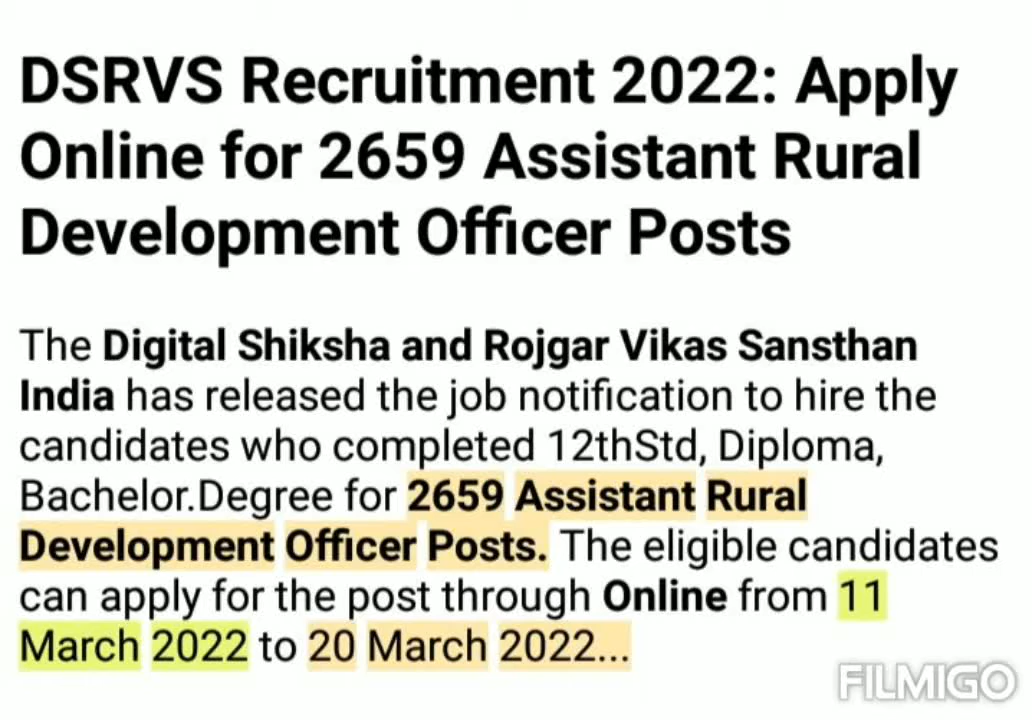 DSRVS Recruitment 2022: Apply
Online for 2659 Assistant Rural
Development Officer Posts
The Digital Shiksha and Rojgar Vikas Sansthan
India has released the job notification to hire the
candidates who completed 12thStd, Diploma,
Bachelor.Degree for 2659 Assistant Rural
Development Officer Posts. The eligible candidates
can apply for the post through Online from 11
March 2022 to 20 March 2022...
FILMIGO